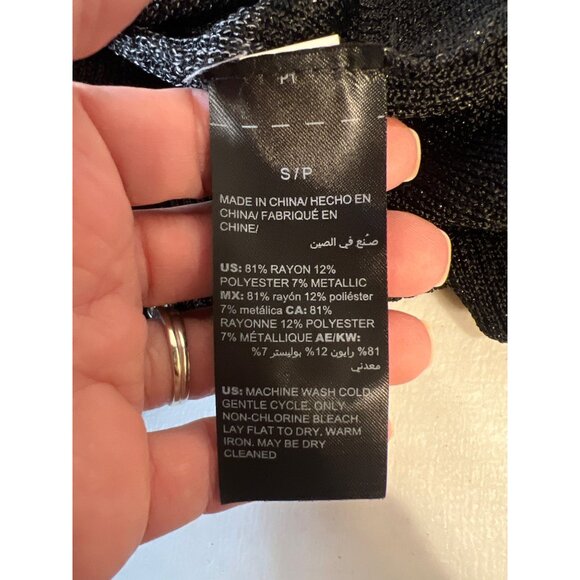 S/P
MADE IN CHINA/ HECHO EN
CHINA/ FABRIQUÉ EN
CHINE/
صنع في الصين
US: 81% RAYON 12%
POLYESTER 7% METALLIC
MX: 81% rayón 12% poliéster
7% metálica CA: 81%
RAYONNE 12% POLYESTER
7% MÉTALLIQUE AE/KW:
81% رايون 12% بوليستر 7%
معدني
US: MACHINE WASH COLD,
GENTLE CYCLE. ONLY
NON-CHLORINE BLEACH.
LAY FLAT TO DRY. WARM
IRON. MAY BE DRY
CLEANED